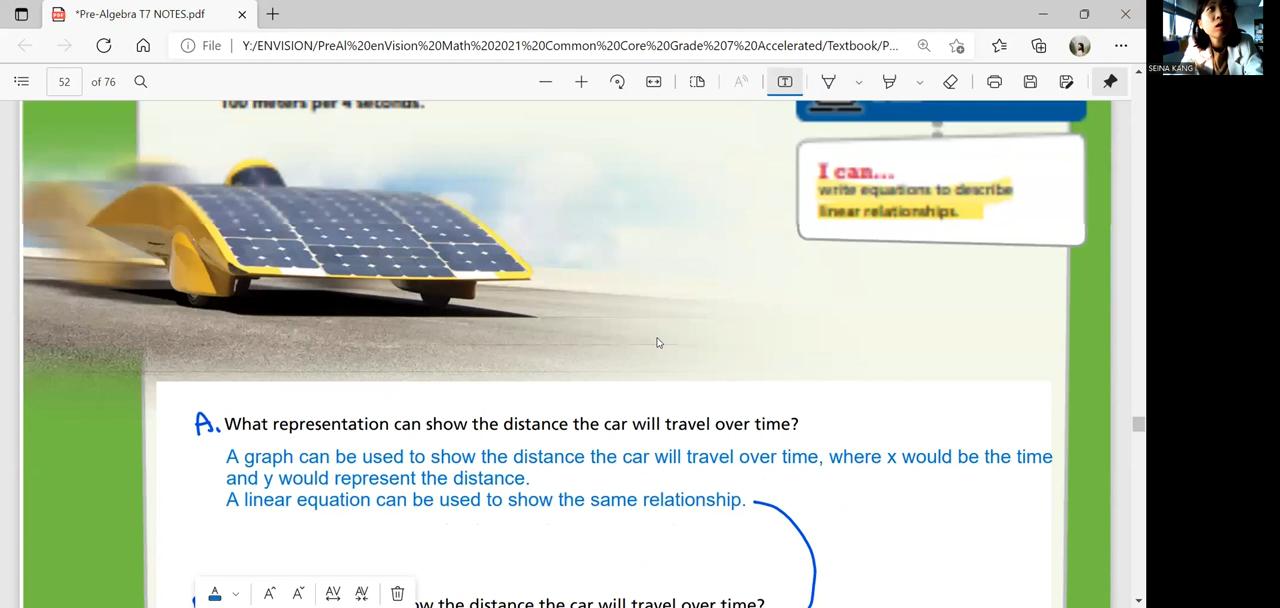 *Pre-Algebra T7 NOTES.pdf
File
Y:/ENVISION/PreAl%20enVision%20Math%202021%20Common%20Core%20Grade%207%20Accelerated/Textbook/P...
52 of 76
SEINA KANG
100 meters per 4 seconds.
I can...
write equations to describe
linear relationships.
A. What representation can show the distance the car will travel over time?
A graph can be used to show the distance the car will travel over time, where x would be the time
and y would represent the distance.
A linear equation can be used to show the same relationship.
ow the distance the car will travel over time?